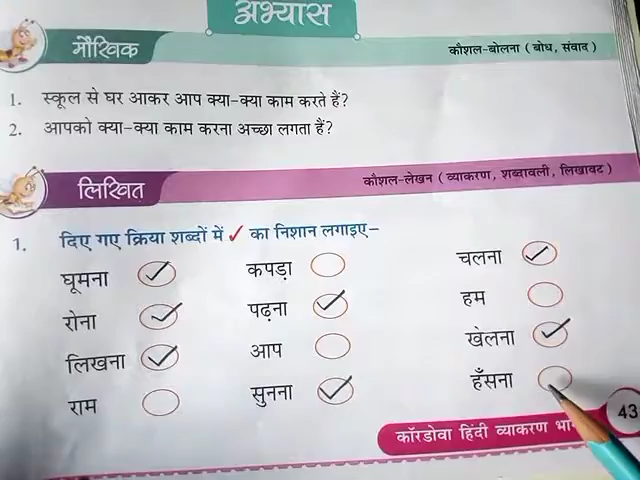 अभ्यास
मौखिक
कौशल-बोलना ( बोध, संवाद )
1. स्कूल से घर आकर आप क्या-क्या काम करते हैं?
2. आपको क्या-क्या काम करना अच्छा लगता हैं?
लिखित
कौशल-लेखन ( व्याकरण, शब्दावली, लिखावट )
1. दिए गए क्रिया शब्दों में ✓ का निशान लगाइए–
घूमना ✓ कपड़ा चलना ✓
रोना ✓ पढ़ना ✓ हम
लिखना ✓ आप खेलना ✓
राम सुनना ✓ हँसना
कॉरडोवा हिंदी व्याकरण
43